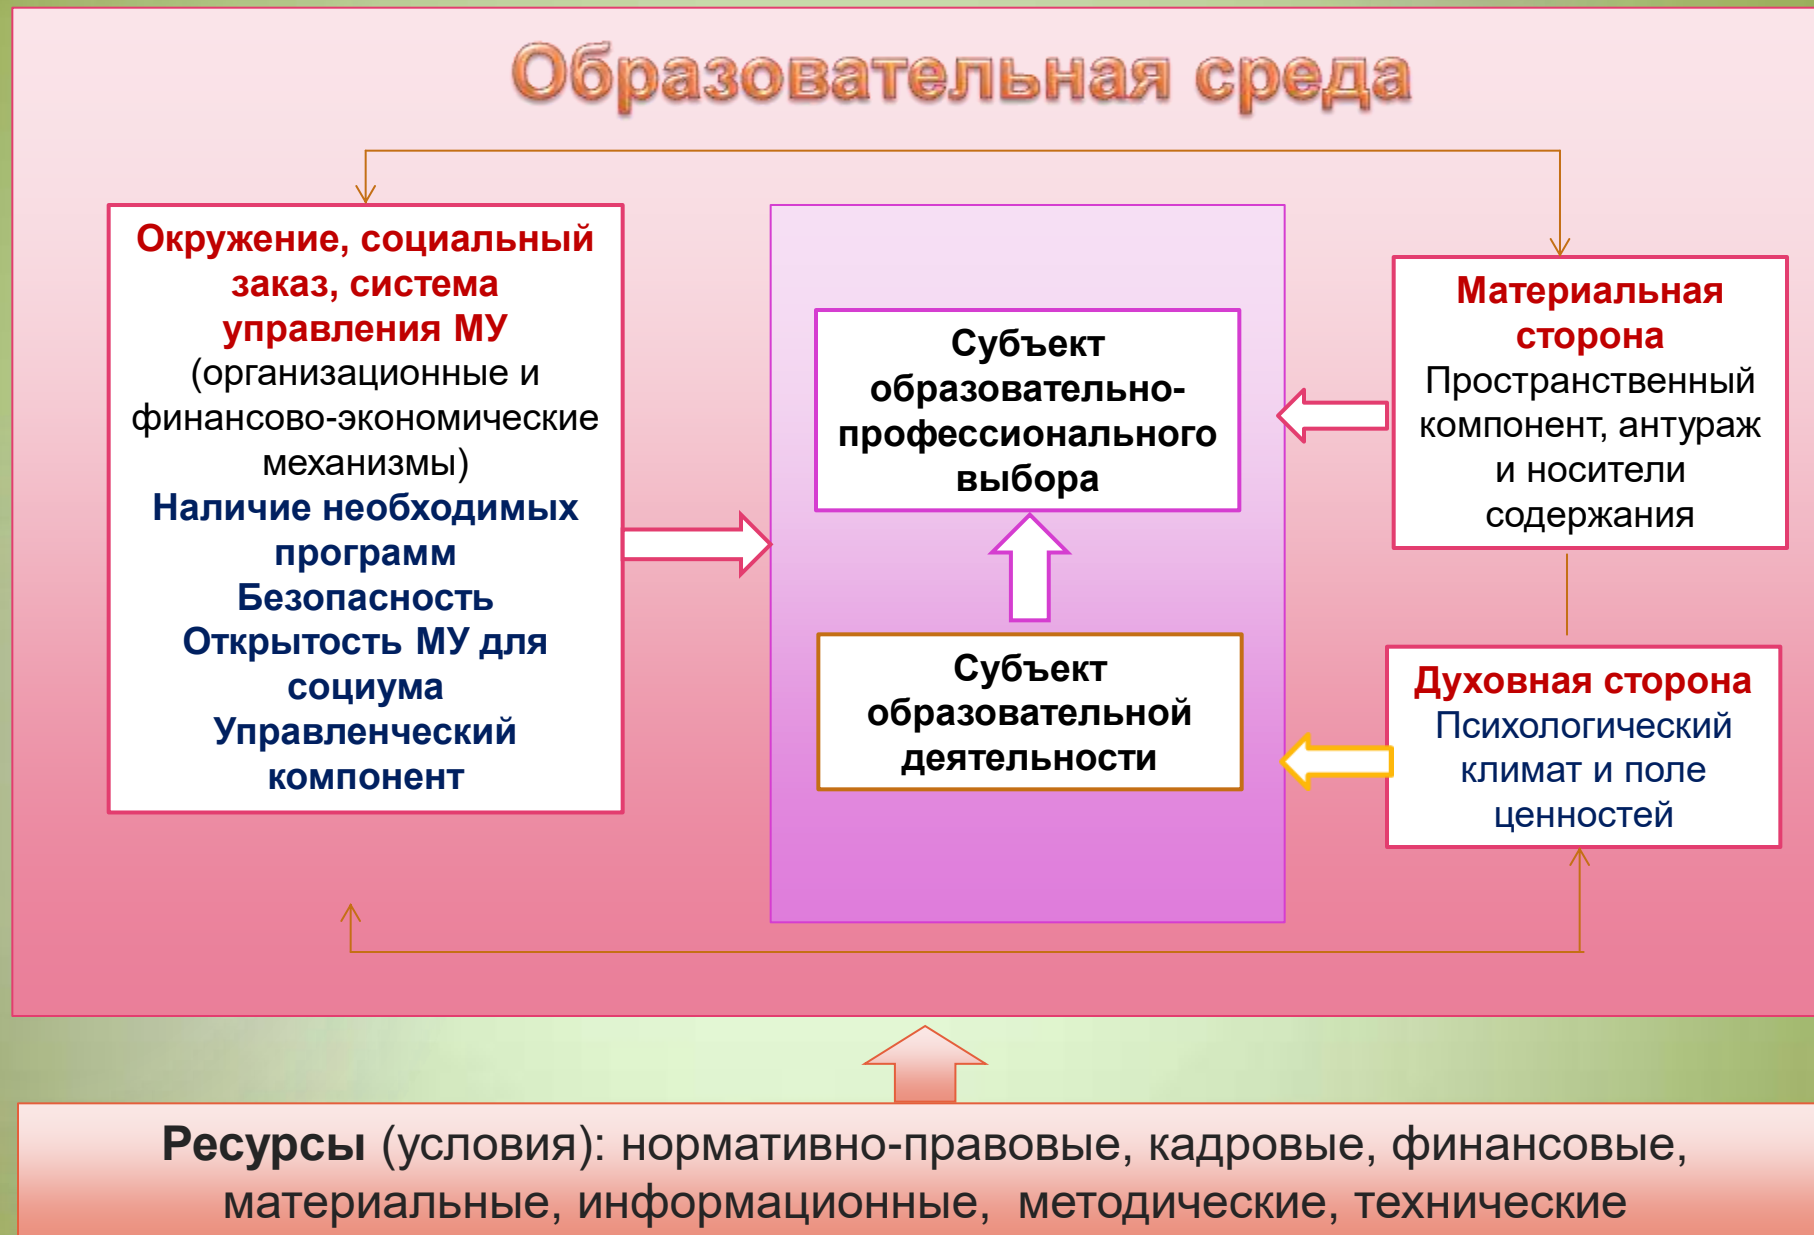 Образовательная среда
Окружение, социальный
заказ, система
управления МУ
(организационные и
финансово-экономические
механизмы)
Наличие необходимых
программ
Безопасность
Открытость МУ для
социума
Управленческий
компонент
Субъект
образовательно-
профессионального
выбора
Субъект
образовательной
деятельности
Материальная
сторона
Пространственный
компонент, антураж
и носители
содержания
Духовная сторона
Психологический
климат и поле
ценностей
Ресурсы (условия): нормативно-правовые, кадровые, финансовые,
материальные, информационные, методические, технические